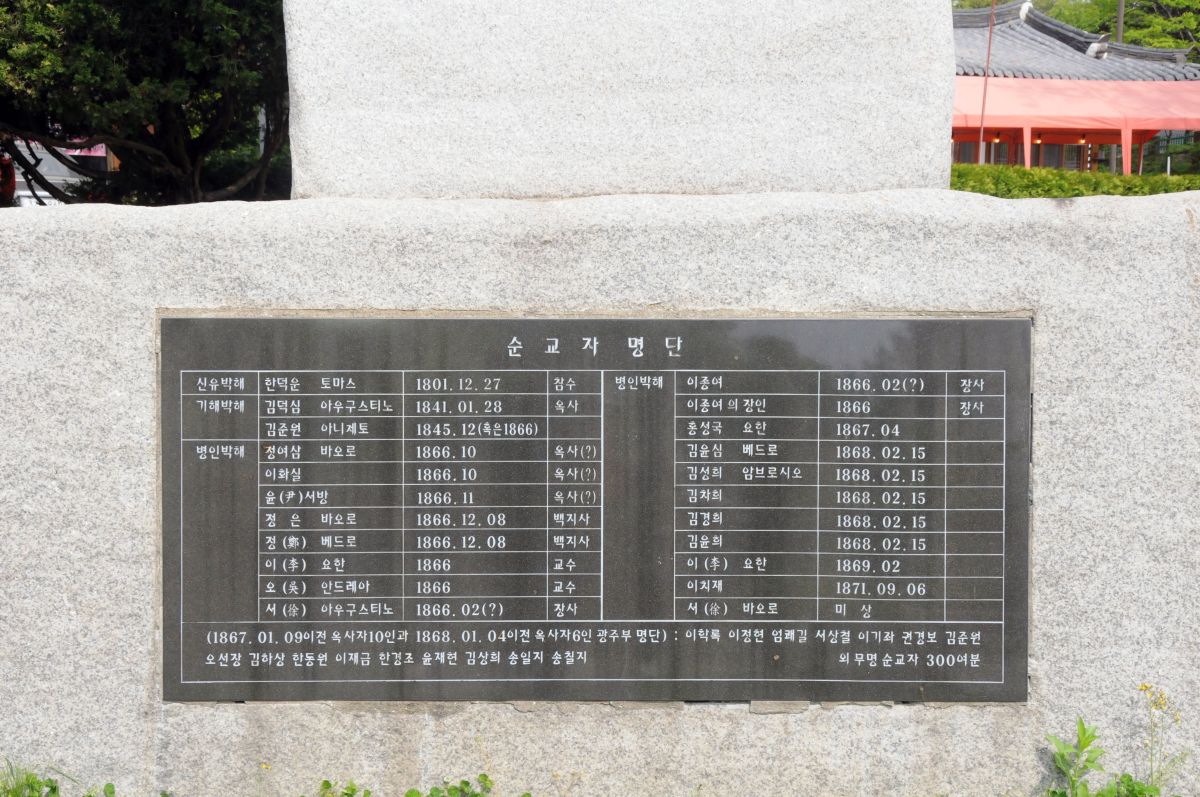 순 교 자 명 단
신유박해 한덕운 토마스 1801. 12. 27 참수
기해박해 김덕심 아우구스티노 1841. 01. 28 옥사
김준원 아니체토 1845. 12(혹은1866)
병인박해 정여삼 바오로 1866. 10 옥사(?)
이화실 1866. 10 옥사(?)
윤(尹)서방 1866. 11 옥사(?)
정 은 바오로 1866. 12. 08 백지사
정 (鄭) 베드로 1866. 12. 08 백지사
이 (李) 요한 1866 교수
오 (吳) 안드레아 1866 교수
서 (徐) 아우구스티노 1866. 02(?) 장사
병인박해 이종여 1866. 02(?) 장사
이종여 의 장인 1866 장사
홍성국 요한 1867. 04
김윤심 베드로 1868. 02. 15
김성희 암브로시오 1868. 02. 15
김차희 1868. 02. 15
김경희 1868. 02. 15
김윤희 1868. 02. 15
이 (李) 요한 1869. 02
이치재 1871. 09. 06
서 (徐) 바오로 미 상
(1867. 01. 09이전 옥사자10인과 1868. 01. 04이전 옥사자6인 광주부 명단) : 이학록 이정현 엄쾌길 서상철 이기좌 권경보 김준원
오선장 김하상 한동원 이재금 한경조 윤재현 김상희 송일지 송칠지 외 무명 순교자 300여분